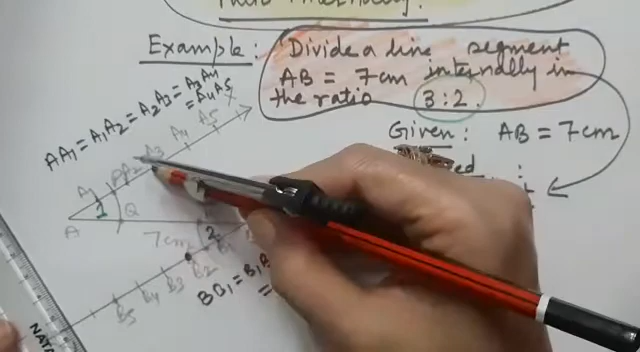 Example: Divide a line segment
AB = 7cm internally in
the ratio 3:2.
Given: AB = 7cm
AA1 = A1A2 = A2A3 = A3A4
= A4A5
X
A5
A4
A3
A2
P
A1
1
Q
A
7cm
2
B1
B2
B3
B4
B5
BB1 = B1B
=
NATA